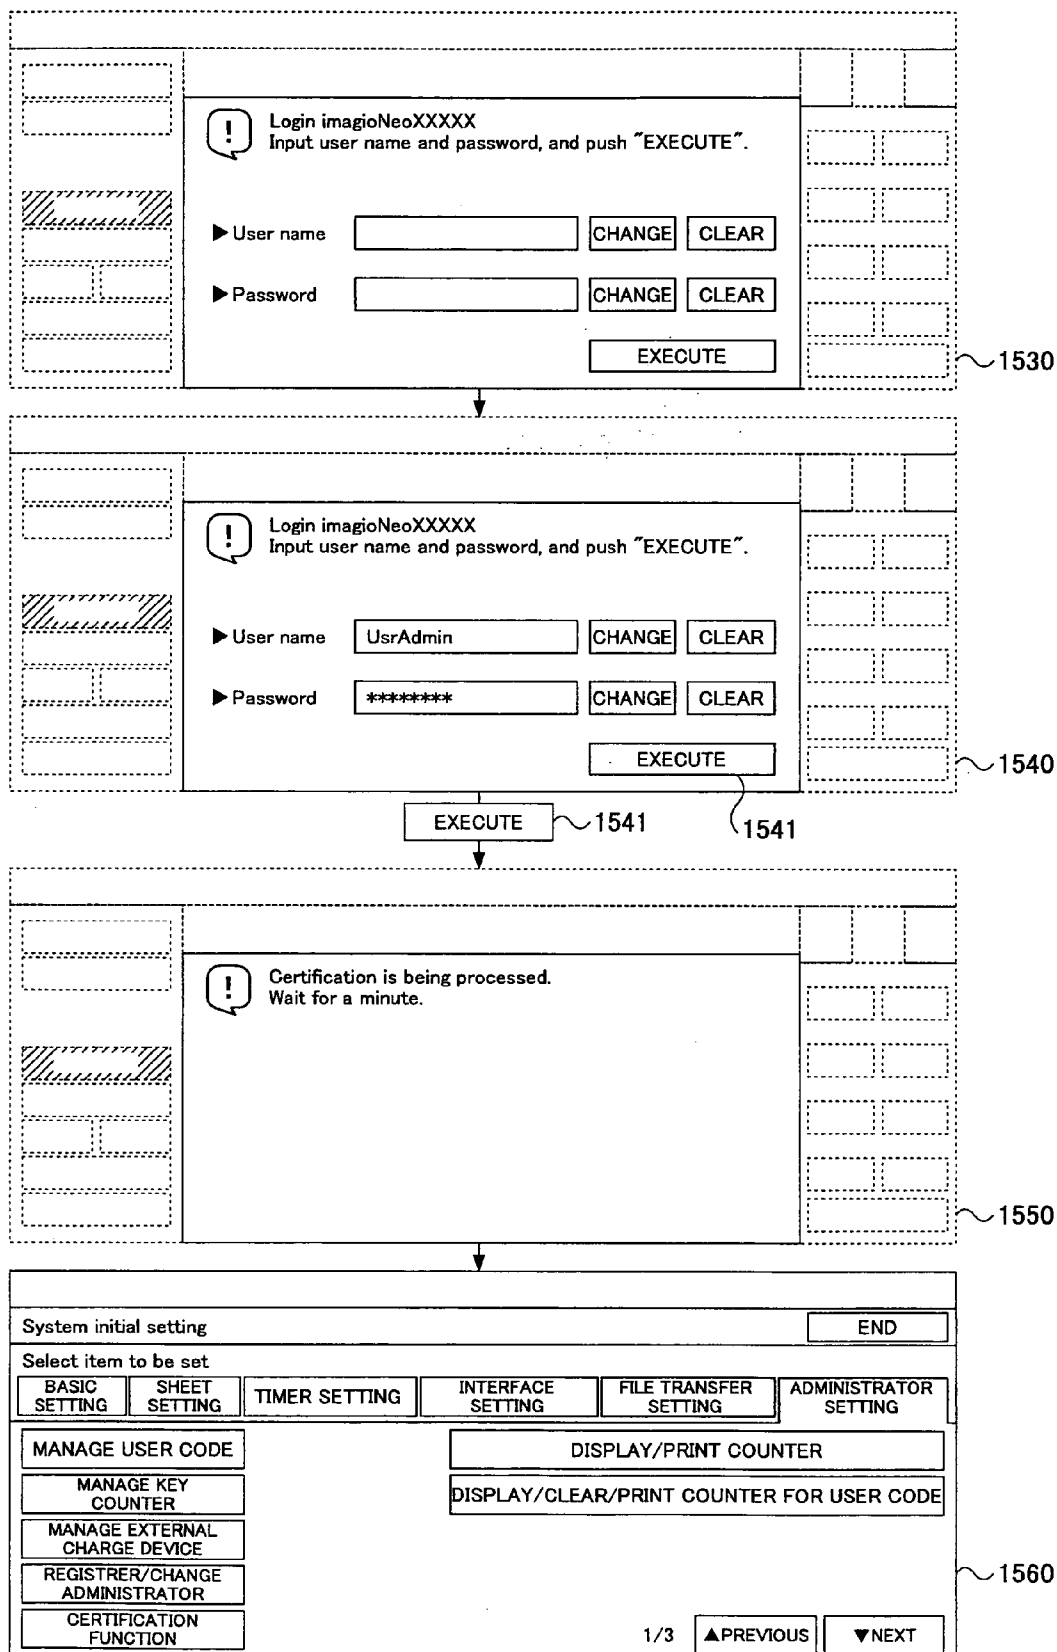 Login imagioNeoXXXXX
Input user name and password, and push "EXECUTE".
▶User name CHANGE CLEAR
▶Password CHANGE CLEAR
EXECUTE
1530
Login imagioNeoXXXXX
Input user name and password, and push "EXECUTE".
▶User name UsrAdmin CHANGE CLEAR
▶Password ******** CHANGE CLEAR
EXECUTE
1540
EXECUTE 1541 1541
Certification is being processed.
Wait for a minute.
1550
System initial setting END
Select item to be set
BASIC SETTING
SHEET SETTING
TIMER SETTING
INTERFACE SETTING
FILE TRANSFER SETTING
ADMINISTRATOR SETTING
MANAGE USER CODE
DISPLAY/PRINT COUNTER
MANAGE KEY
COUNTER
DISPLAY/CLEAR/PRINT COUNTER FOR USER CODE
MANAGE EXTERNAL
CHARGE DEVICE
REGISTRER/CHANGE
ADMINISTRATOR
1560
CERTIFICATION
FUNCTION
1/3 ▲PREVIOUS ▼NEXT